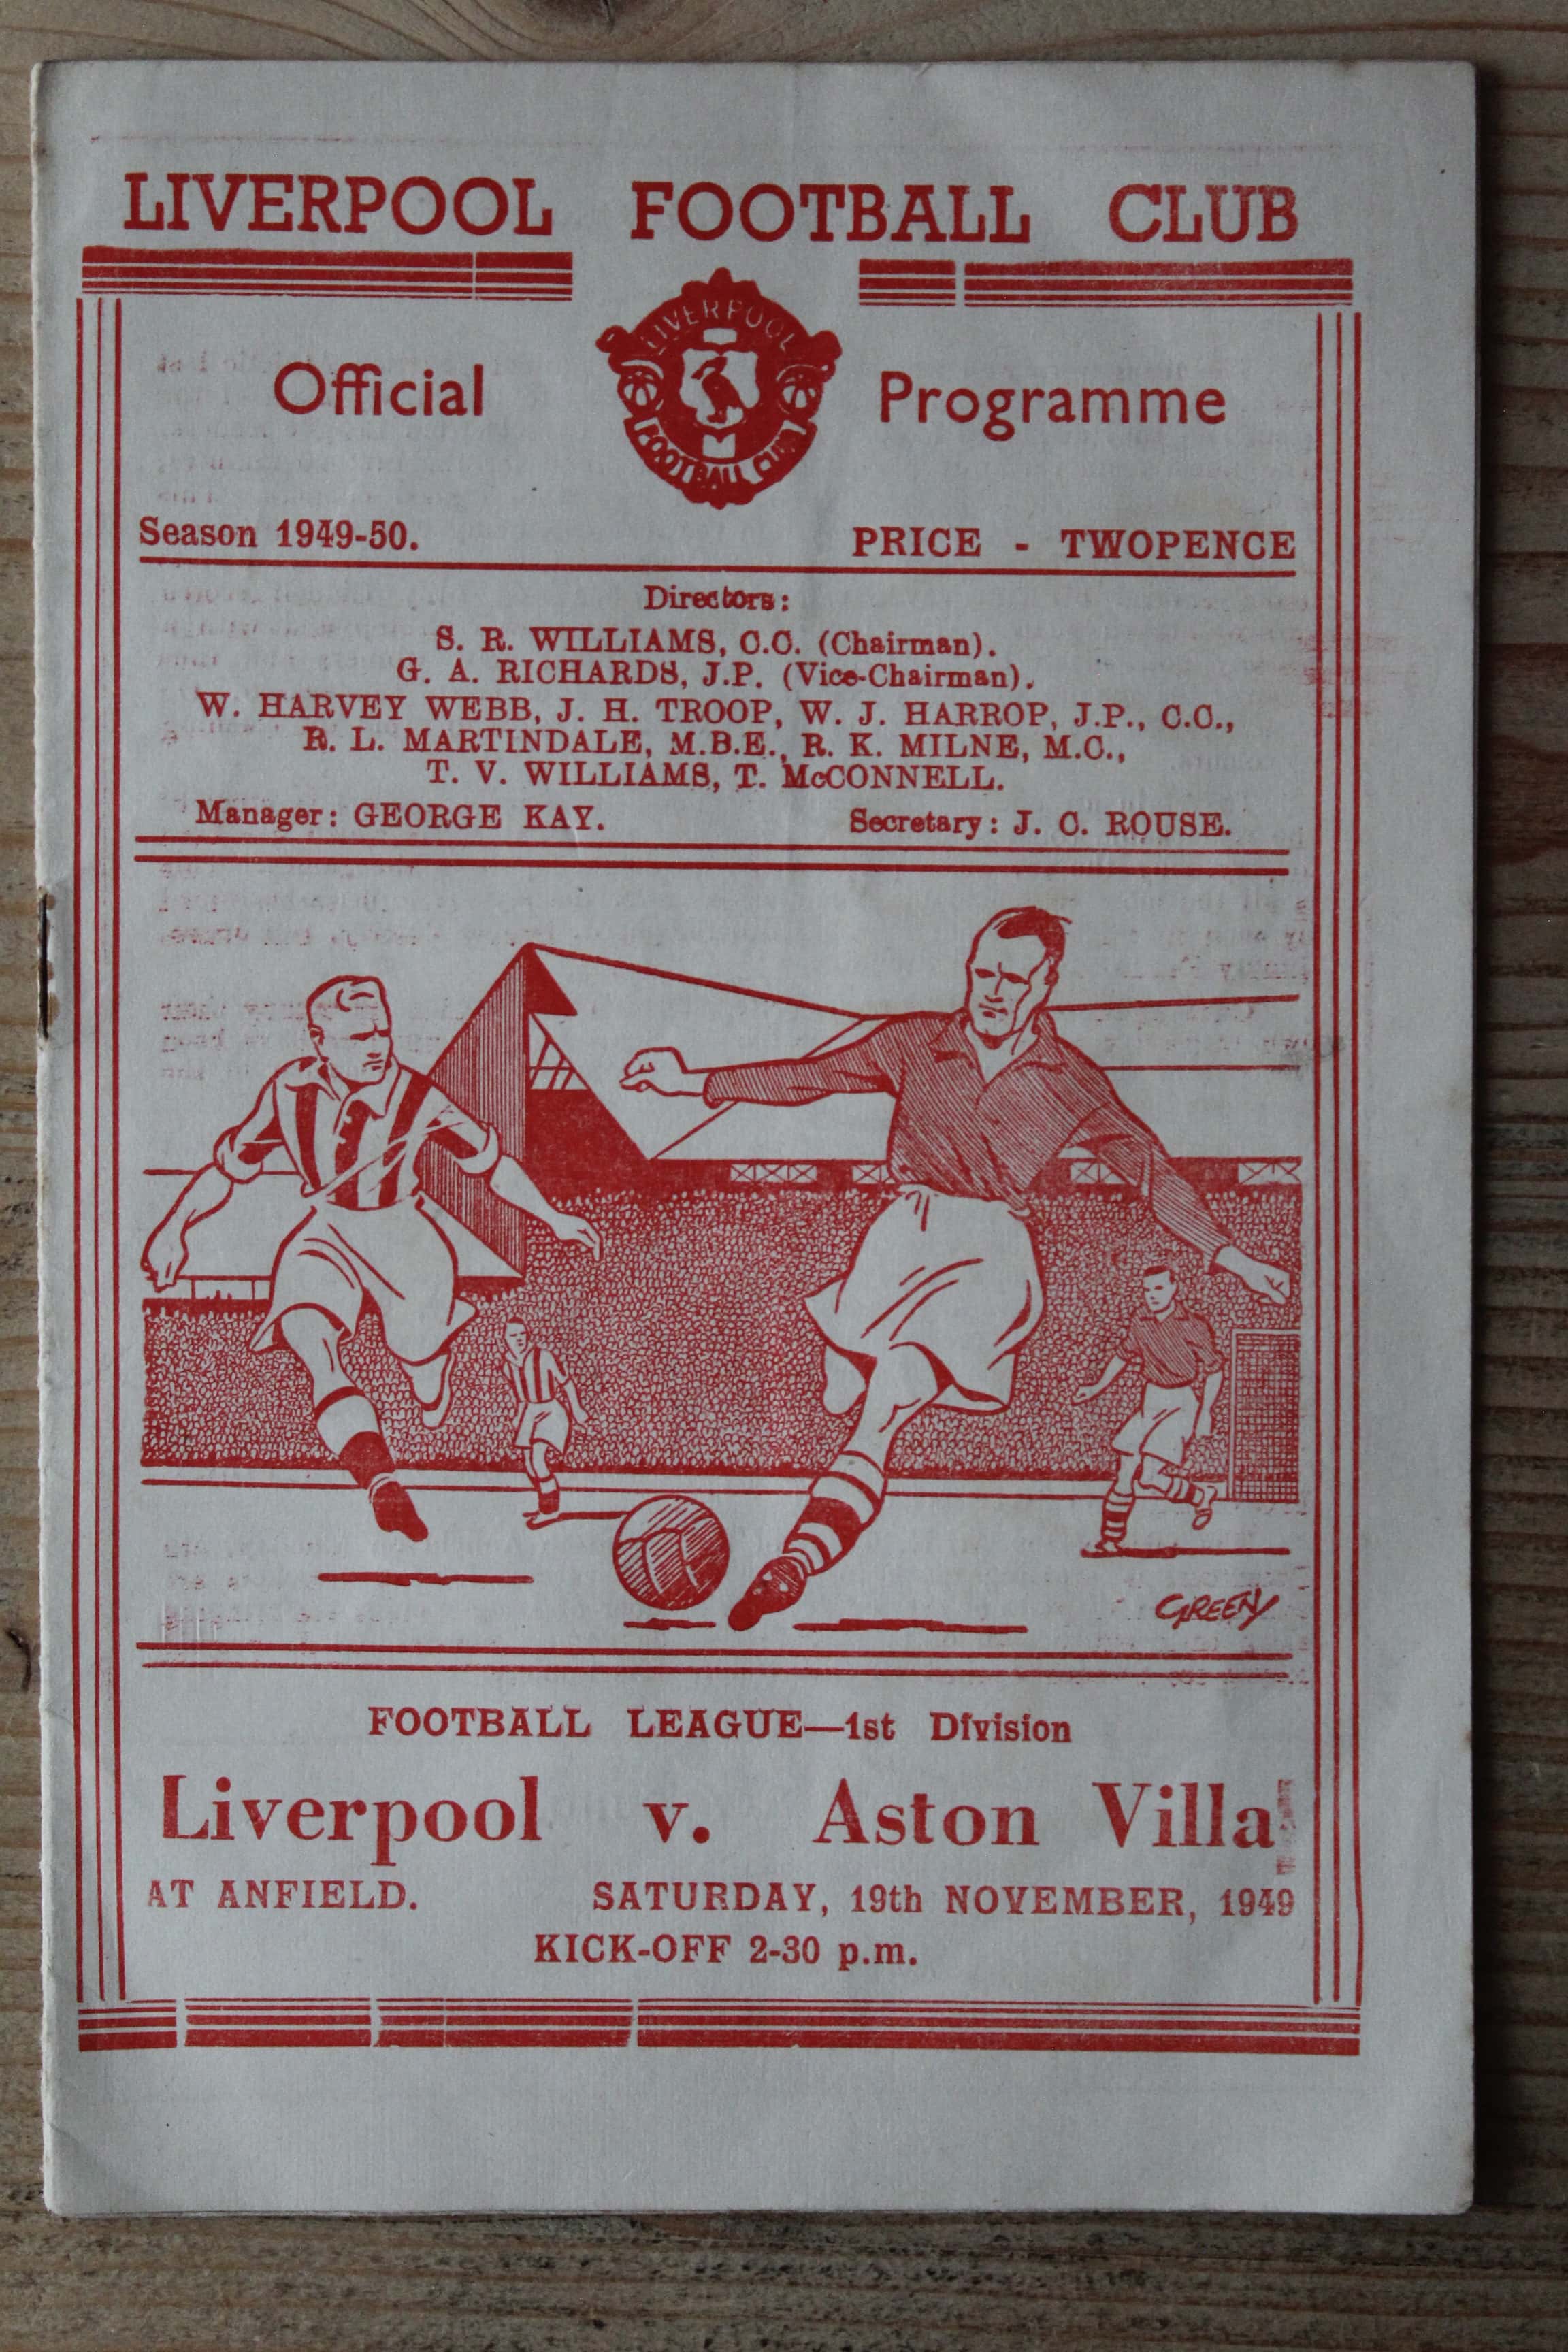 LIVERPOOL FOOTBALL CLUB
LIVERPOOL
FOOTBALL CLUB
Official Programme
Season 1949-50. PRICE - TWOPENCE
Directors:
S. R. WILLIAMS, C.C. (Chairman).
G. A. RICHARDS, J.P. (Vice-Chairman).
W. HARVEY WEBB, J. H. TROOP, W. J. HARROP, J.P., C.C.,
R. L. MARTINDALE, M.B.E., R. K. MILNE, M.C.,
T. V. WILLIAMS, T. McCONNELL.
Manager: GEORGE KAY. Secretary: J. C. ROUSE.
GREENY
FOOTBALL LEAGUE—1st Division
Liverpool v. Aston Villa
AT ANFIELD. SATURDAY, 19th NOVEMBER, 1949
KICK-OFF 2-30 p.m.